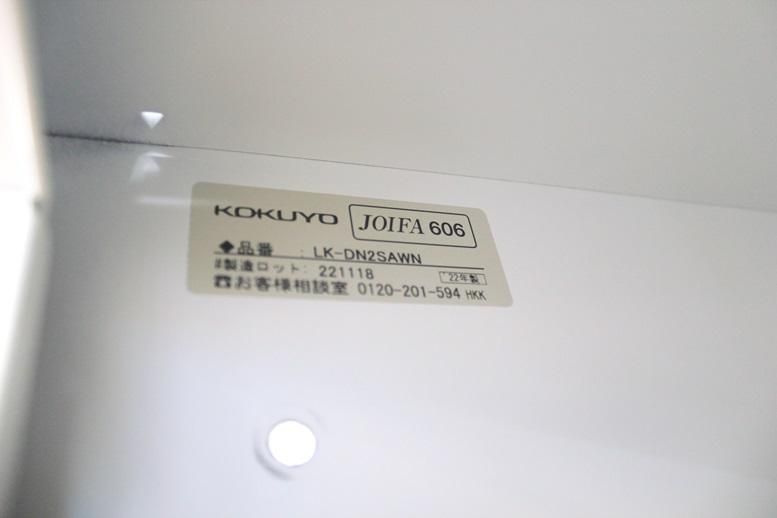 KOKUYO JOIFA 606
◆品番 : LK-DN2SAWN
#製造ロット: 221118 22年製
☎お客様相談室 0120-201-594 HKK